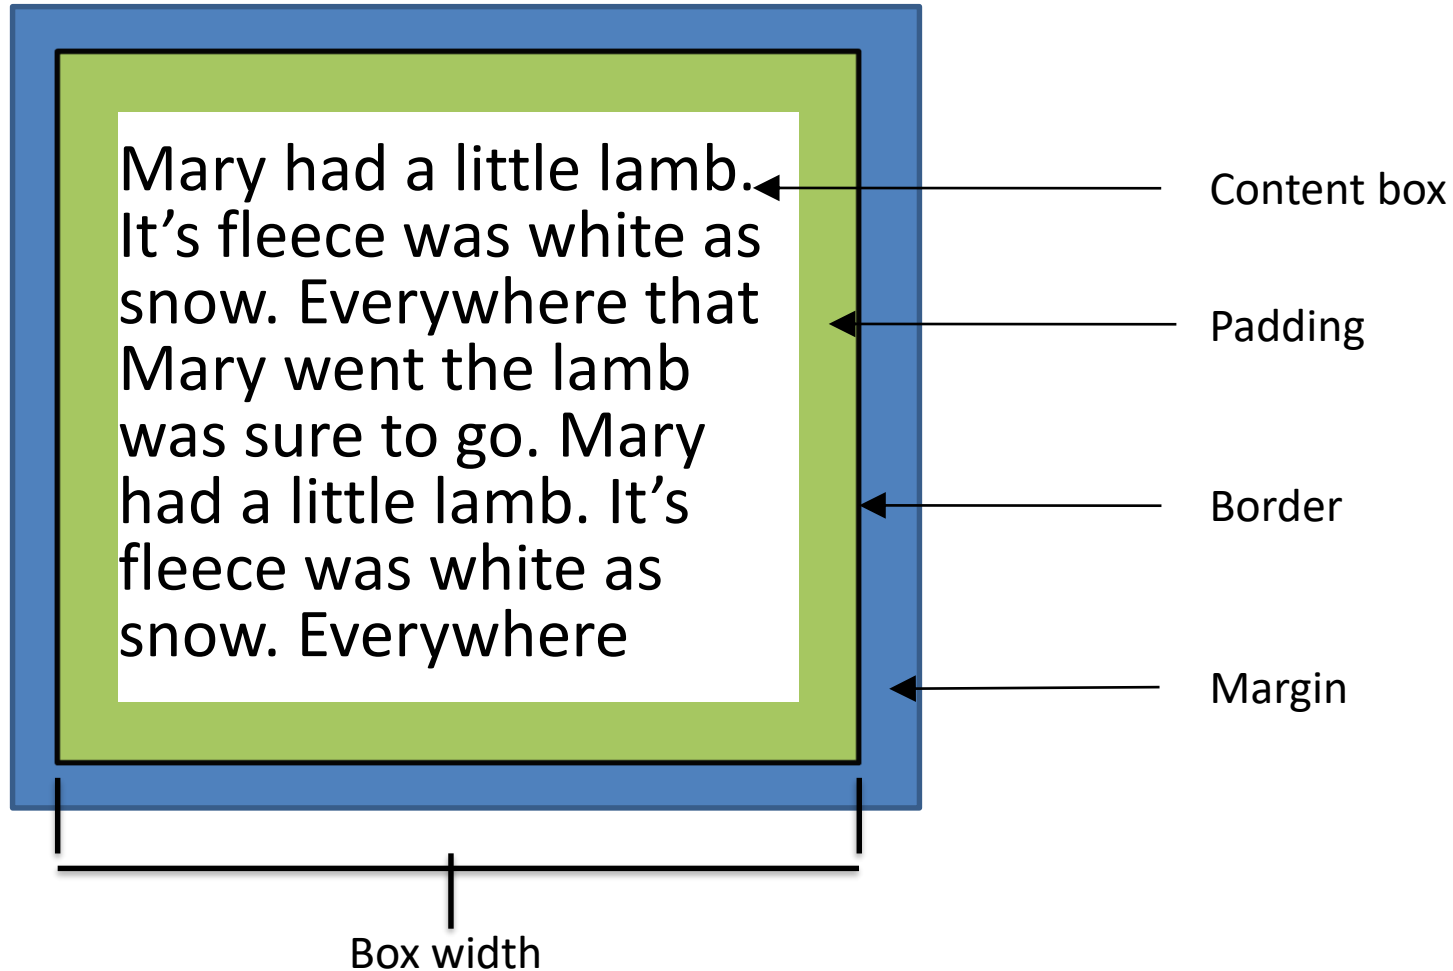 Mary had a little lamb.
It’s fleece was white as
snow. Everywhere that
Mary went the lamb
was sure to go. Mary
had a little lamb. It’s
fleece was white as
snow. Everywhere
Content box
Padding
Border
Margin
Box width